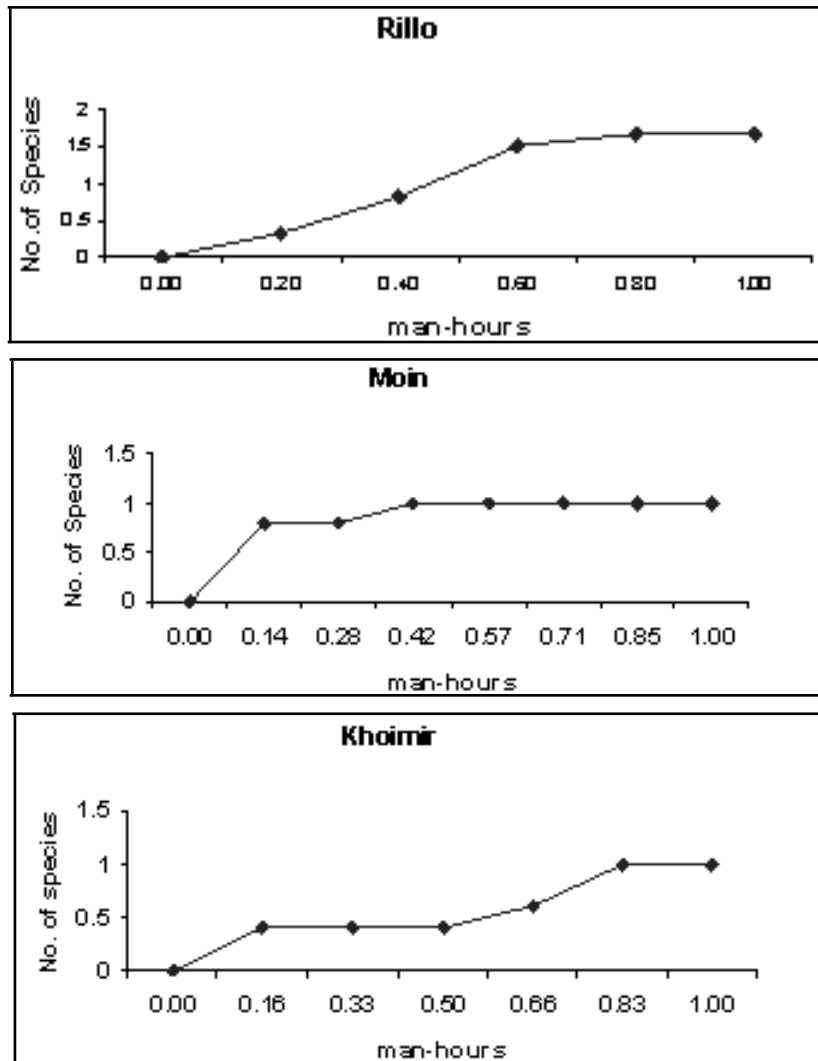 Rillo
No. of Species
2
1.5
1
0.5
0
0.00 0.20 0.40 0.60 0.80 1.00
man-hours
Moin
No. of Species
1.5
1
0.5
0
0.00 0.14 0.28 0.42 0.57 0.71 0.85 1.00
man-hours
Khoimir
No. of species
1.5
1
0.5
0
0.00 0.16 0.33 0.50 0.66 0.83 1.00
man-hours